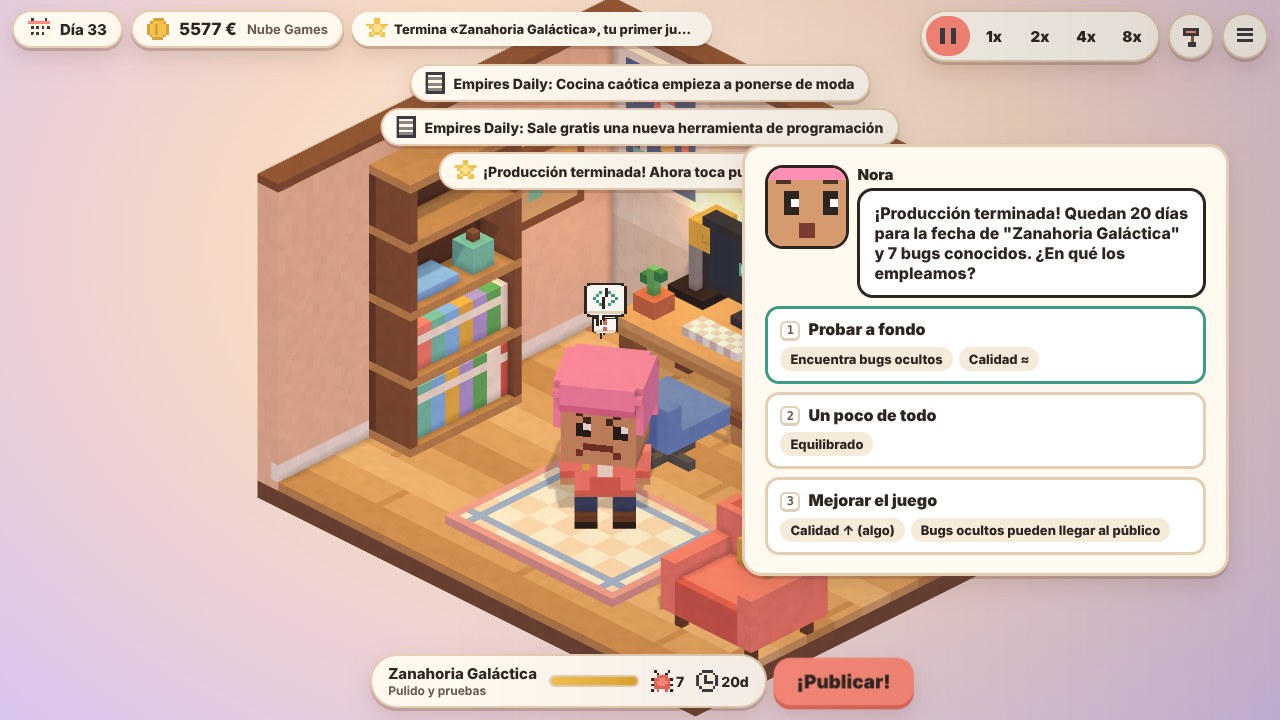 Día 33
5577 €
Nube Games
Termina «Zanahoria Galáctica», tu primer ju...
1x
2x
4x
8x
Empires Daily: Cocina caótica empieza a ponerse de moda
Empires Daily: Sale gratis una nueva herramienta de programación
¡Producción terminada! Ahora toca pu
Nora
¡Producción terminada! Quedan 20 días
para la fecha de "Zanahoria Galáctica"
y 7 bugs conocidos. ¿En qué los
empleamos?
1 Probar a fondo
Encuentra bugs ocultos
Calidad ≈
2 Un poco de todo
Equilibrado
3 Mejorar el juego
Calidad ↑ (algo)
Bugs ocultos pueden llegar al público
Zanahoria Galáctica
Pulido y pruebas
7
20d
¡Publicar!